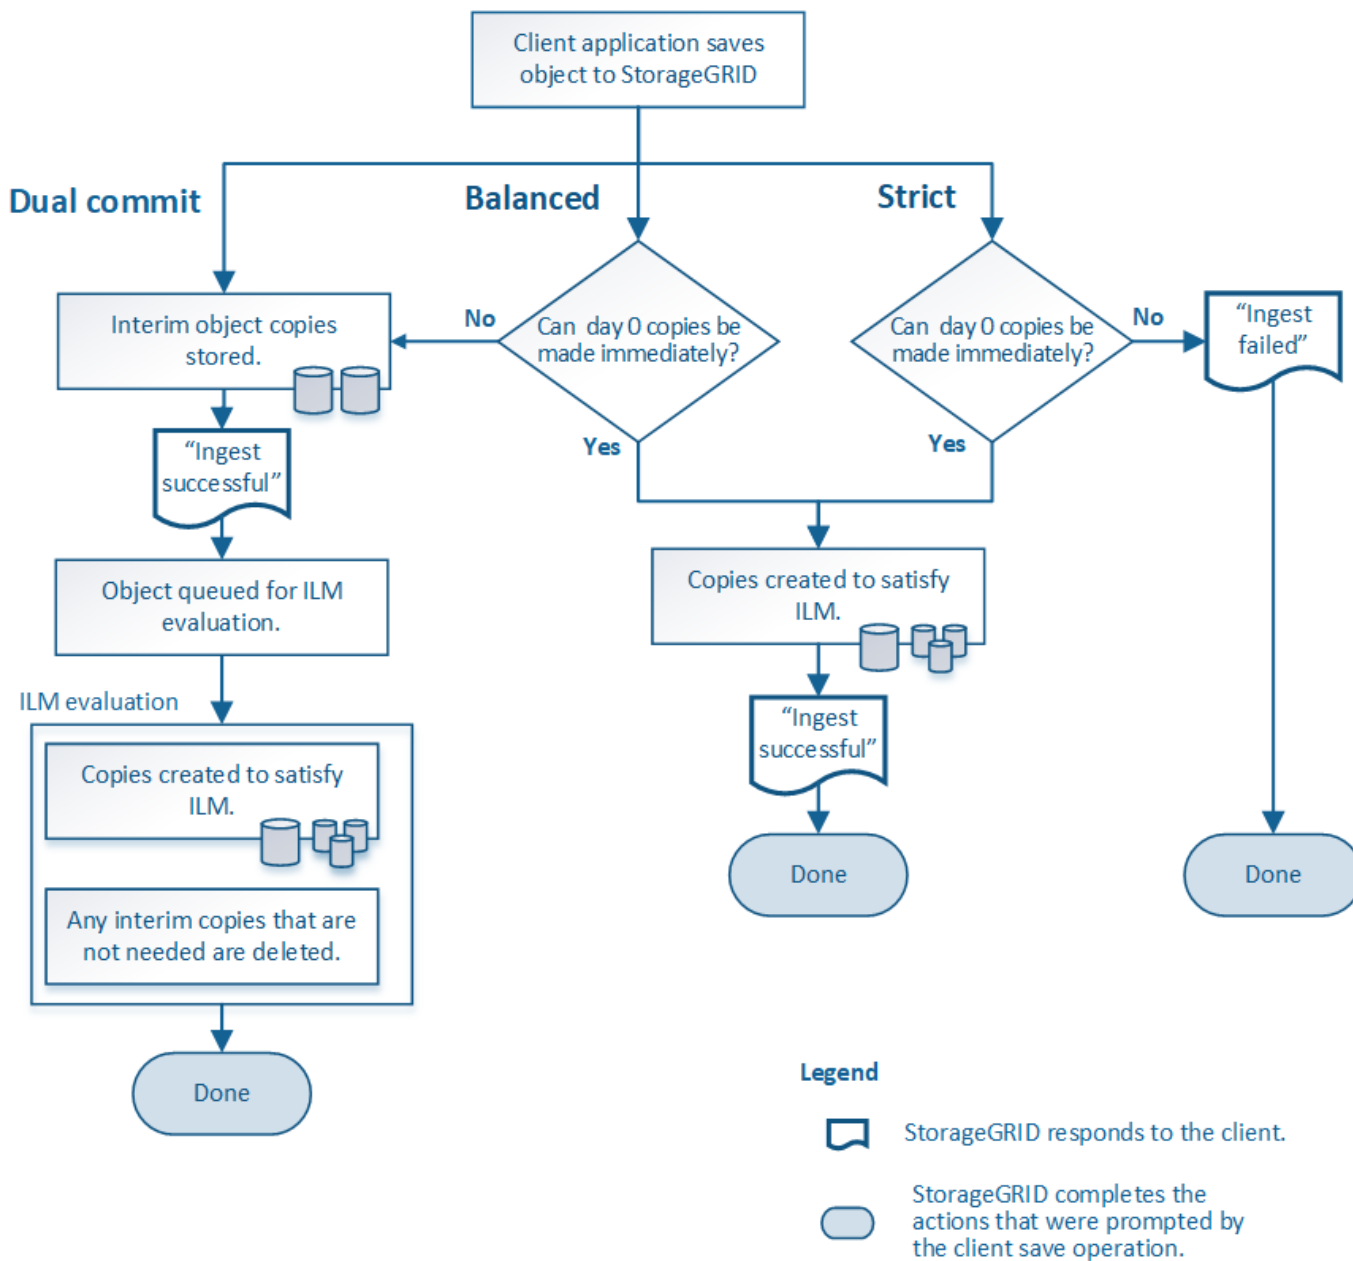 Client application saves
object to StorageGRID
Dual commit
Balanced
Strict
Interim object copies
stored.
No
Can day 0 copies be
made immediately?
Can day 0 copies be
made immediately?
No
“Ingest
failed”
Yes
Yes
“Ingest
successful”
Object queued for ILM
evaluation.
Copies created to satisfy
ILM.
ILM evaluation
“Ingest
successful”
Copies created to satisfy
ILM.
Done
Done
Any interim copies that are
not needed are deleted.
Done
Legend
StorageGRID responds to the client.
StorageGRID completes the
actions that were prompted by
the client save operation.